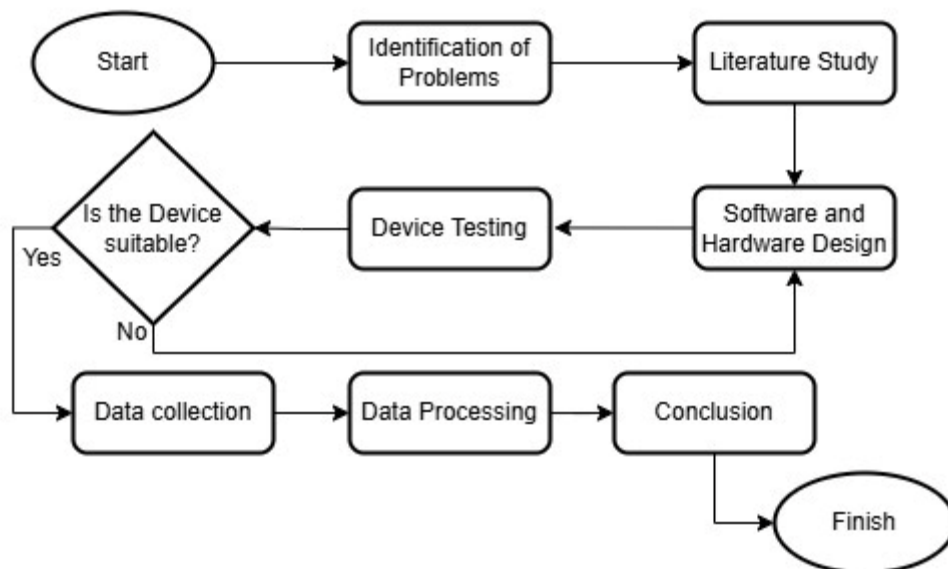 Start
Identification of
Problems
Literature Study
Software and
Hardware Design
Device Testing
Is the Device
suitable?
Yes
No
Data collection
Data Processing
Conclusion
Finish